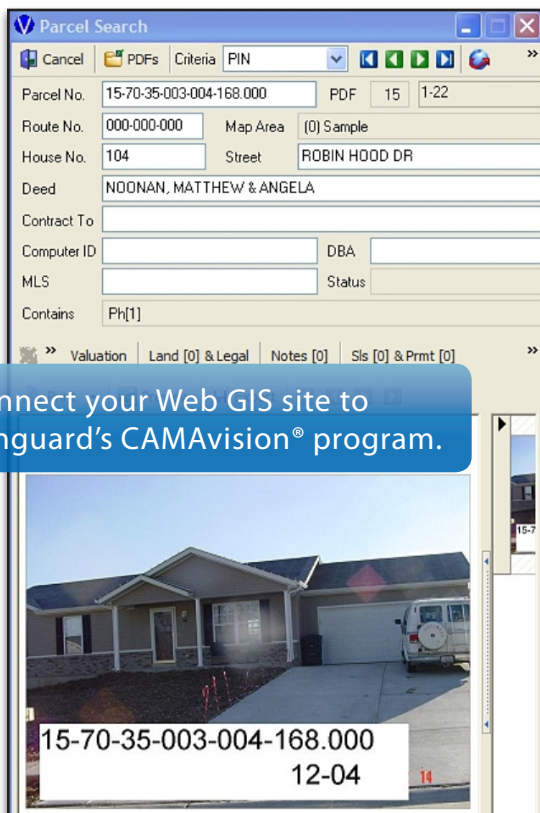 Parcel Search
Cancel PDFs Criteria PIN »
Parcel No. 15-70-35-003-004-168.000 PDF 15 1-22
Route No. 000-000-000 Map Area (0) Sample
House No. 104 Street ROBIN HOOD DR
Deed NOONAN, MATTHEW & ANGELA
Contract To
Computer ID DBA
MLS Status
Contains Ph[1]
» Valuation Land [0] & Legal Notes [0] Sls [0] & Prmt [0] »
nnect your Web GIS site to
nguard's CAMAvision® program.
15-7
15-70-35-003-004-168.000
12-04 14